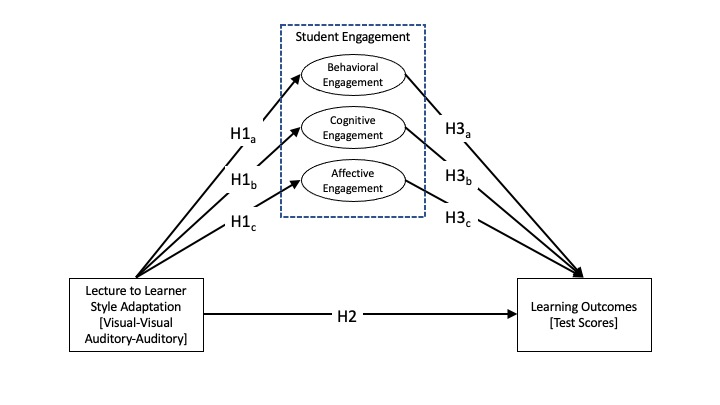 Student Engagement
Behavioral
Engagement
Cognitive
Engagement
Affective
Engagement
H1a
H1b
H1c
H3a
H3b
H3c
Lecture to Learner
Style Adaptation
[Visual-Visual
Auditory-Auditory]
H2
Learning Outcomes
[Test Scores]